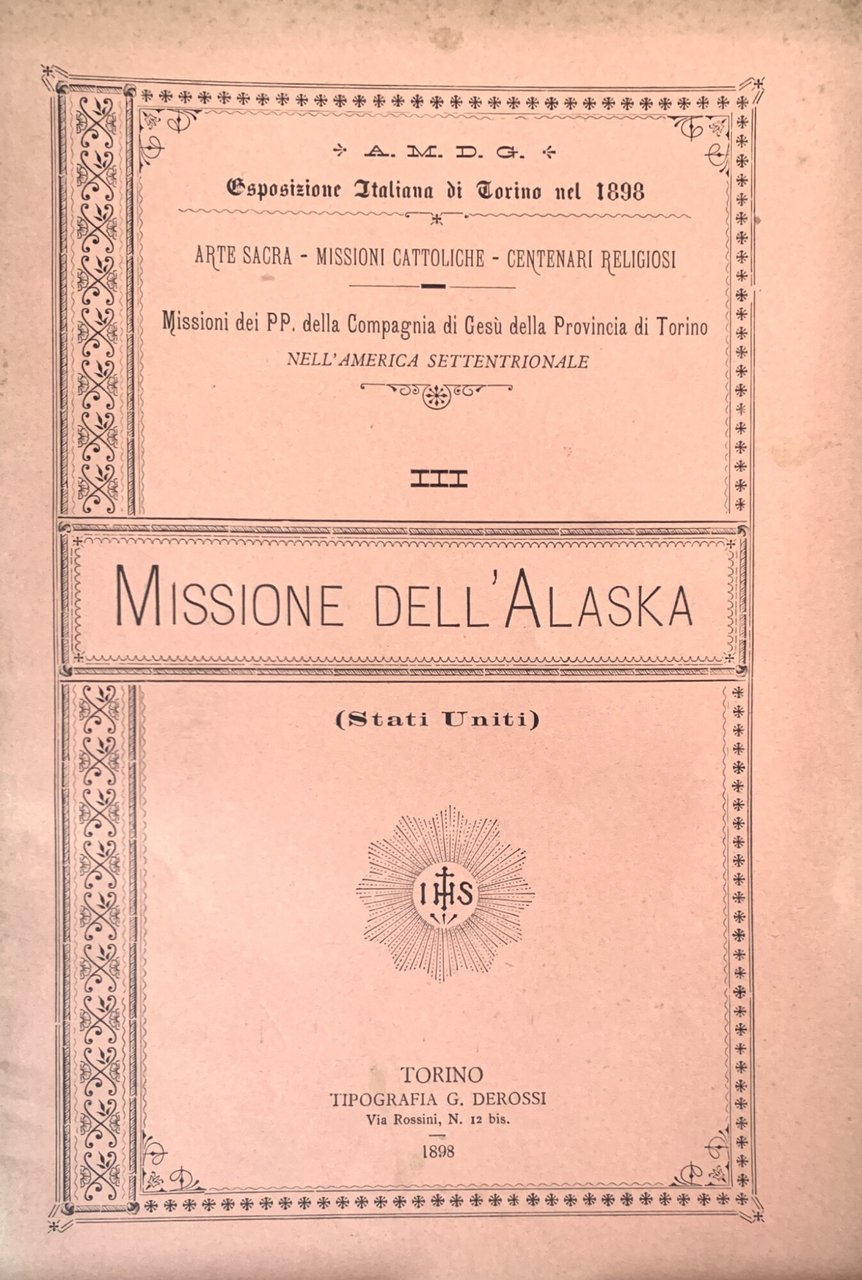 A. M. D. G.
Esposizione Italiana di Torino nel 1898
ARTE SACRA - MISSIONI CATTOLICHE - CENTENARI RELIGIOSI
Missioni dei PP. della Compagnia di Gesù della Provincia di Torino
NELL'AMERICA SETTENTRIONALE
III
MISSIONE DELL'ALASKA
(Stati Uniti)
IHS
TORINO
TIPOGRAFIA G. DEROSSI
Via Rossini, N. 12 bis.
1898